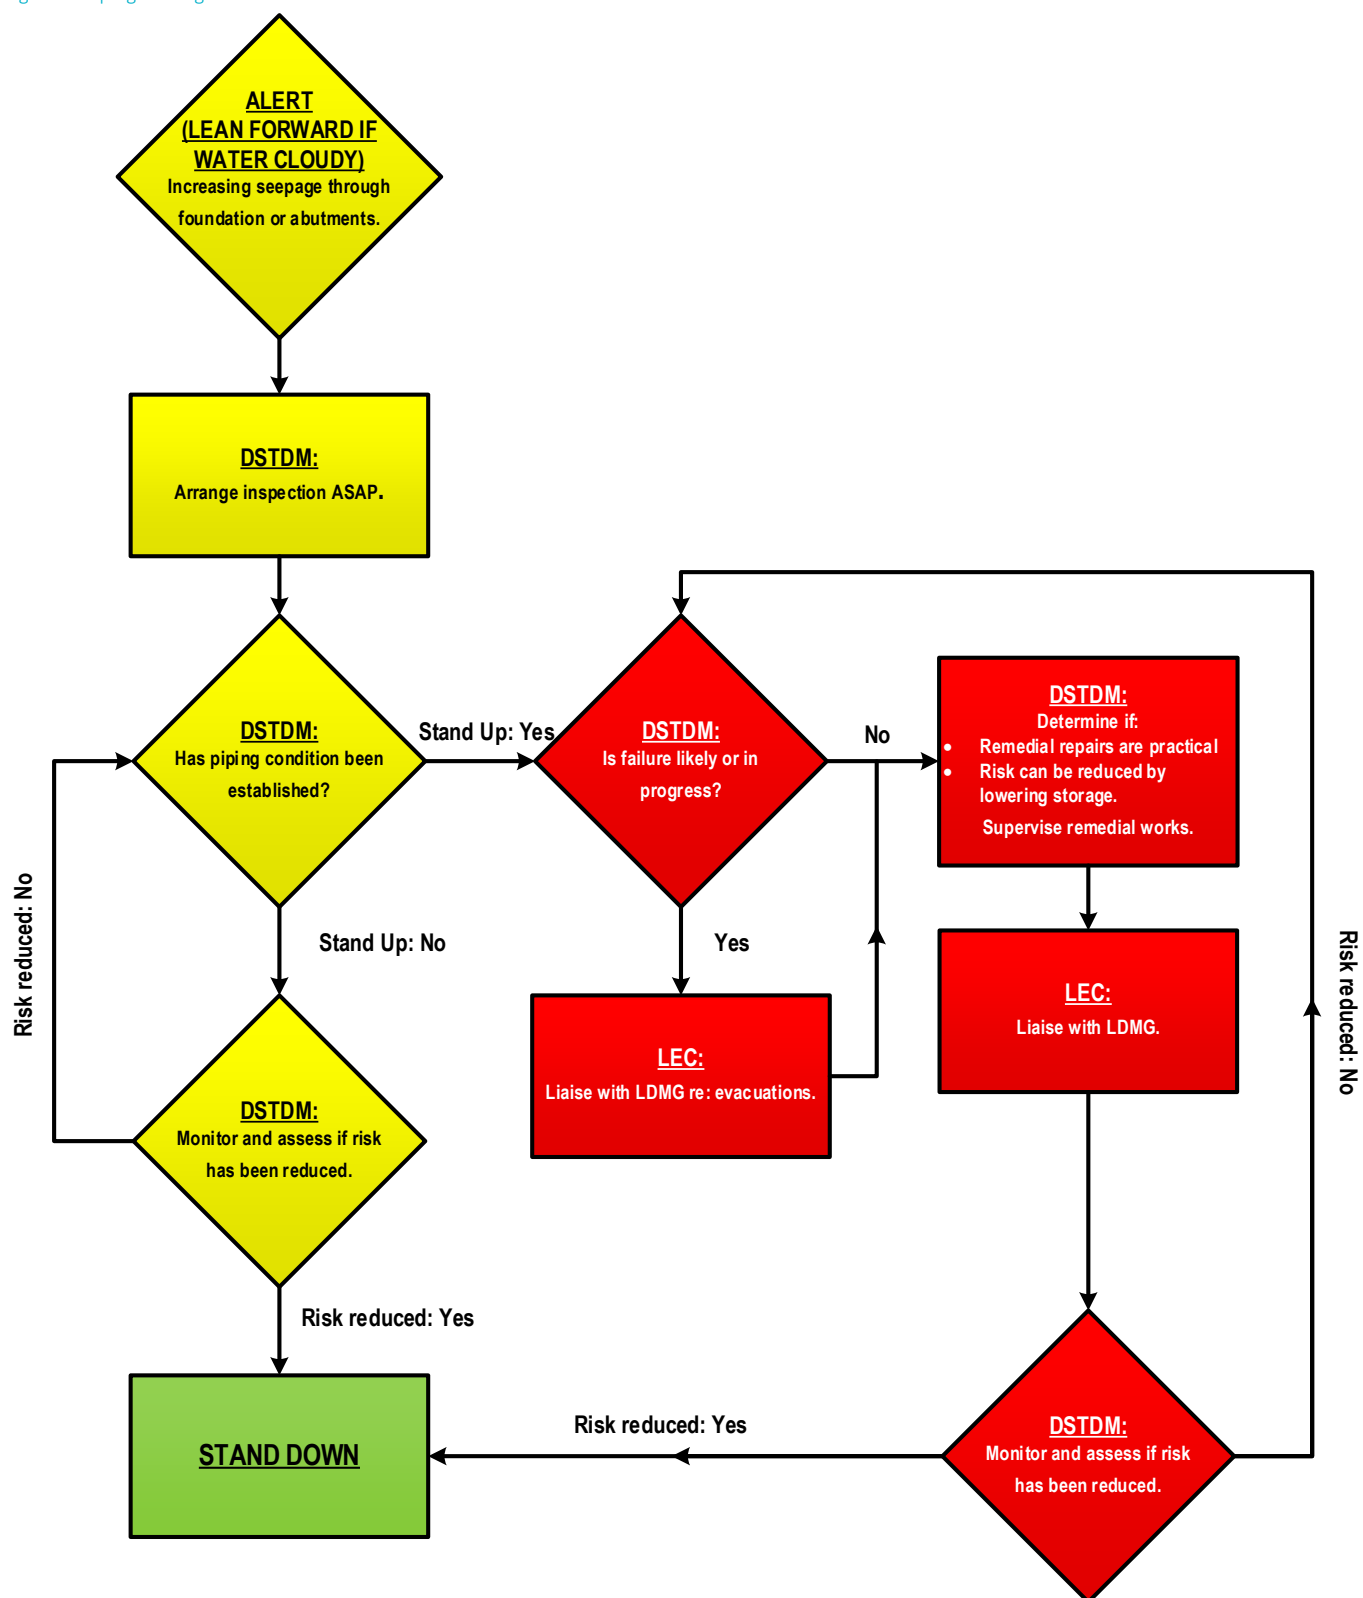 ALERT
(LEAN FORWARD IF
WATER CLOUDY)
Increasing seepage through
foundation or abutments.
DSTDM:
Arrange inspection ASAP.
DSTDM:
Has piping condition been
established?
Stand Up: Yes
DSTDM:
Is failure likely or in
progress?
No
DSTDM:
Determine if:
• Remedial repairs are practical
• Risk can be reduced by
lowering storage.
Supervise remedial works.
Risk reduced: No
Stand Up: No
Yes
LEC:
Liaise with LDMG re: evacuations.
LEC:
Liaise with LDMG.
Risk reduced: No
DSTDM:
Monitor and assess if risk
has been reduced.
Risk reduced: Yes
STAND DOWN
Risk reduced: Yes
DSTDM:
Monitor and assess if risk
has been reduced.